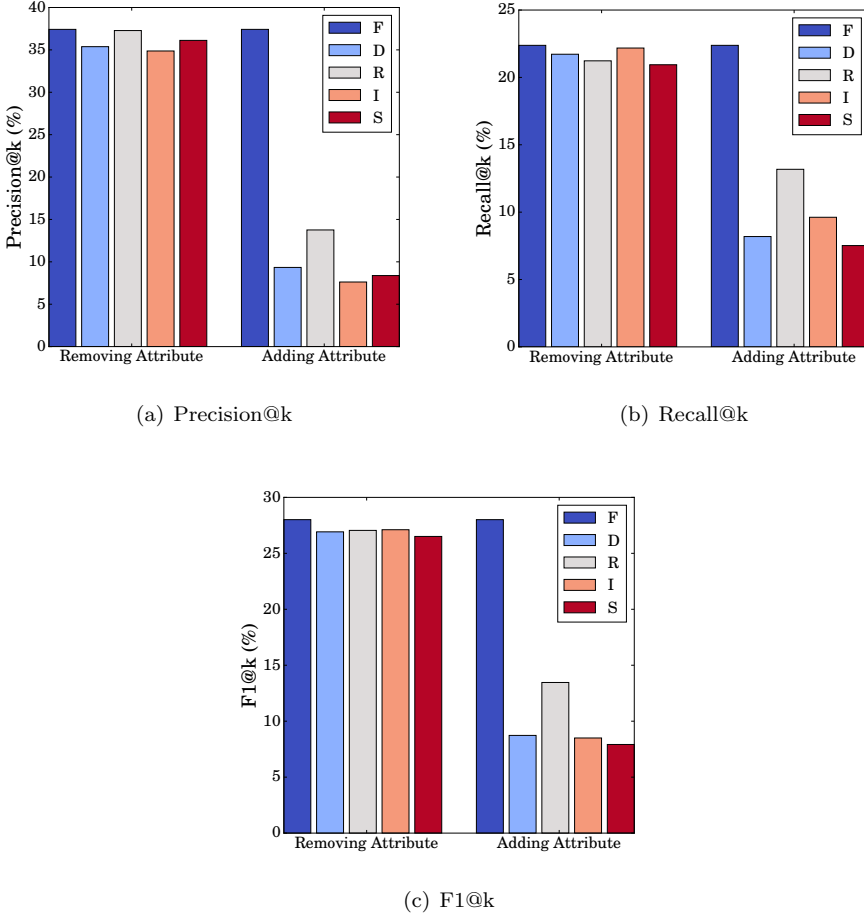 40
35
30
25
20
15
10
5
0
Precision@k (%)
F
D
R
I
S
Removing Attribute
Adding Attribute
(a) Precision@k
25
20
15
10
5
0
Recall@k (%)
F
D
R
I
S
Removing Attribute
Adding Attribute
(b) Recall@k
30
25
20
15
10
5
0
F1@k (%)
F
D
R
I
S
Removing Attribute
Adding Attribute
(c) F1@k